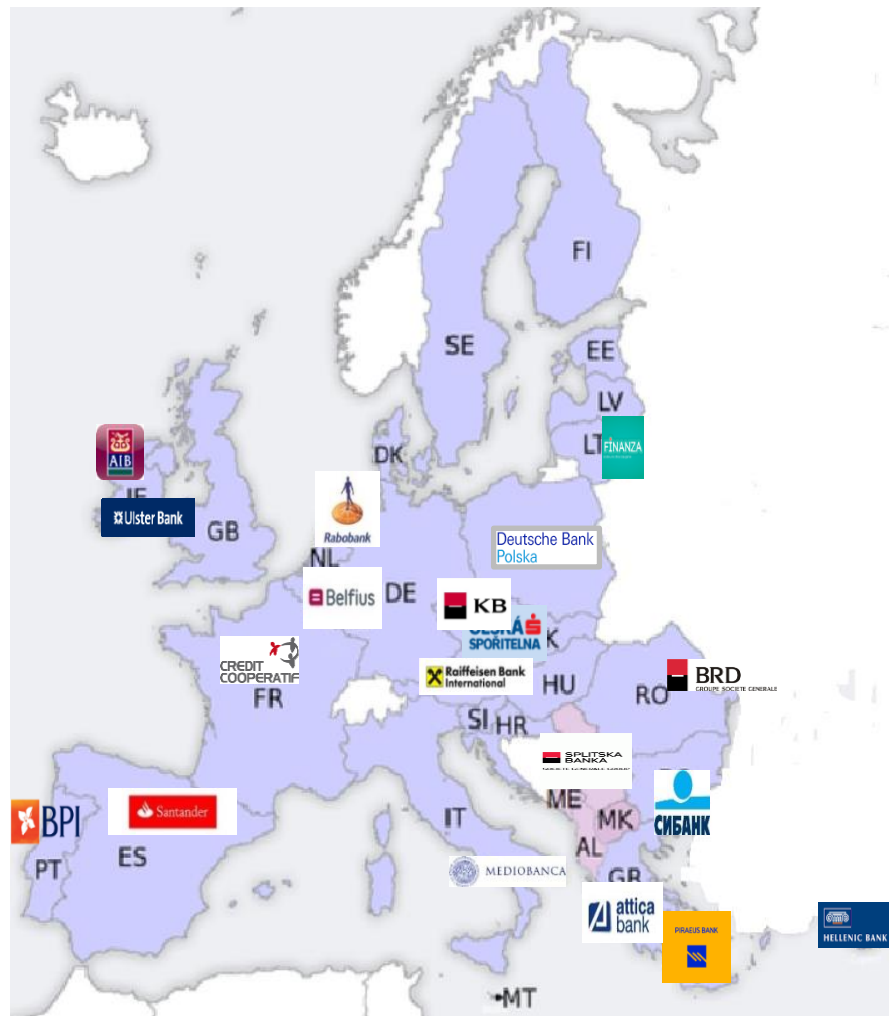 FI
SE
EE
LV
LT
FINANZA
DK
AIB
IE
Ulster Bank
GB
Rabobank
NL
Deutsche Bank
Polska
Belfius
DE
KB
ČESKÁ
SPOŘITELNA
K
CREDIT
COOPERATIF
FR
Raiffeisen Bank
International
HU
RO
BRD
GROUPE SOCIETE GENERALE
SI
HR
SPLITSKA
BANKA
ME
MK
AL
СИБАНК
BPI
PT
Santander
ES
IT
MEDIOBANCA
GR
attica
bank
PIRAEUS BANK
HELLENIC BANK
MT